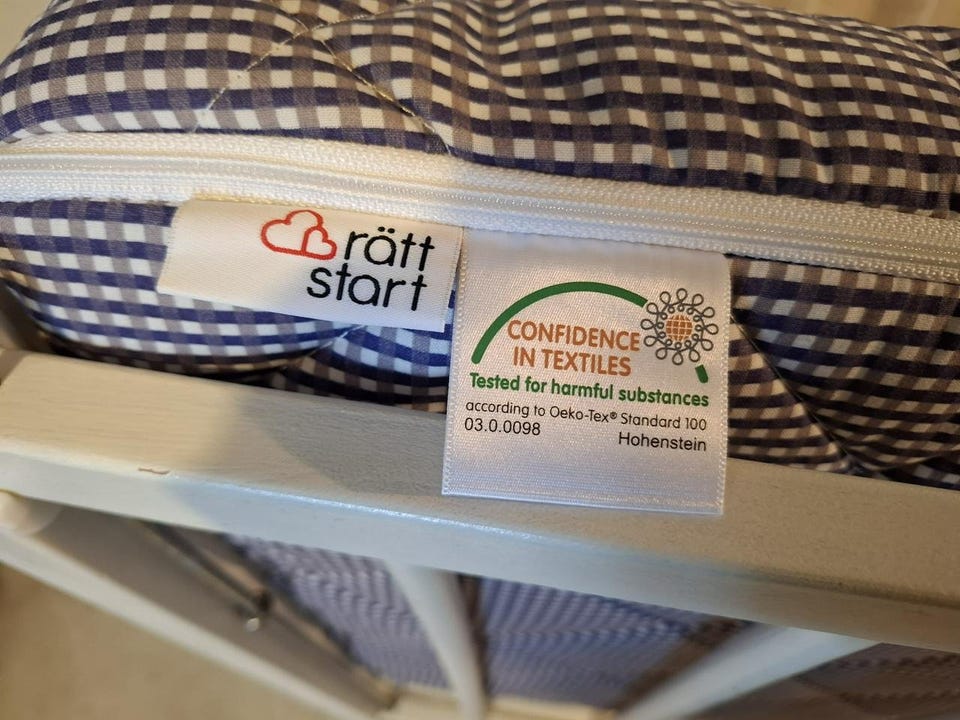 rätt
start
CONFIDENCE
IN TEXTILES
Tested for harmful substances
according to Oeko-Tex® Standard 100
03.0.0098 Hohenstein